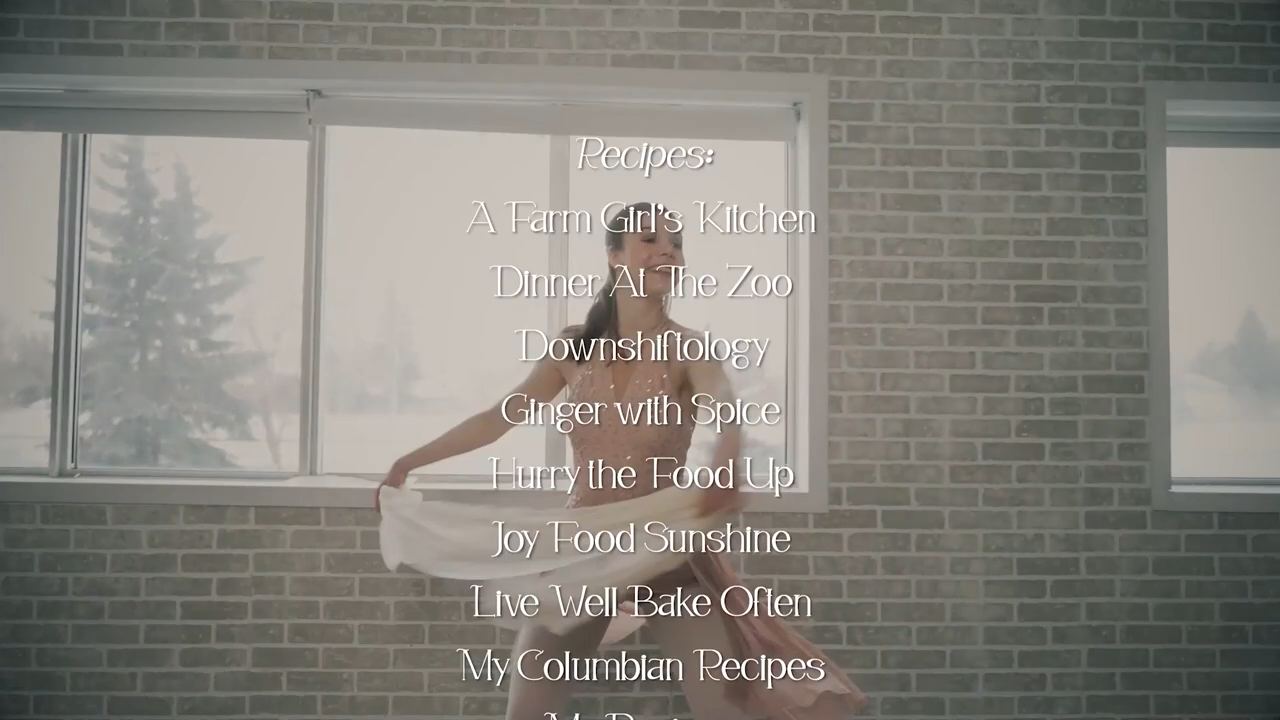 Recipes:
A Farm Girl's Kitchen
Dinner At The Zoo
Downshiftology
Ginger with Spice
Hurry the Food Up
Joy Food Sunshine
Live Well Bake Often
My Columbian Recipes